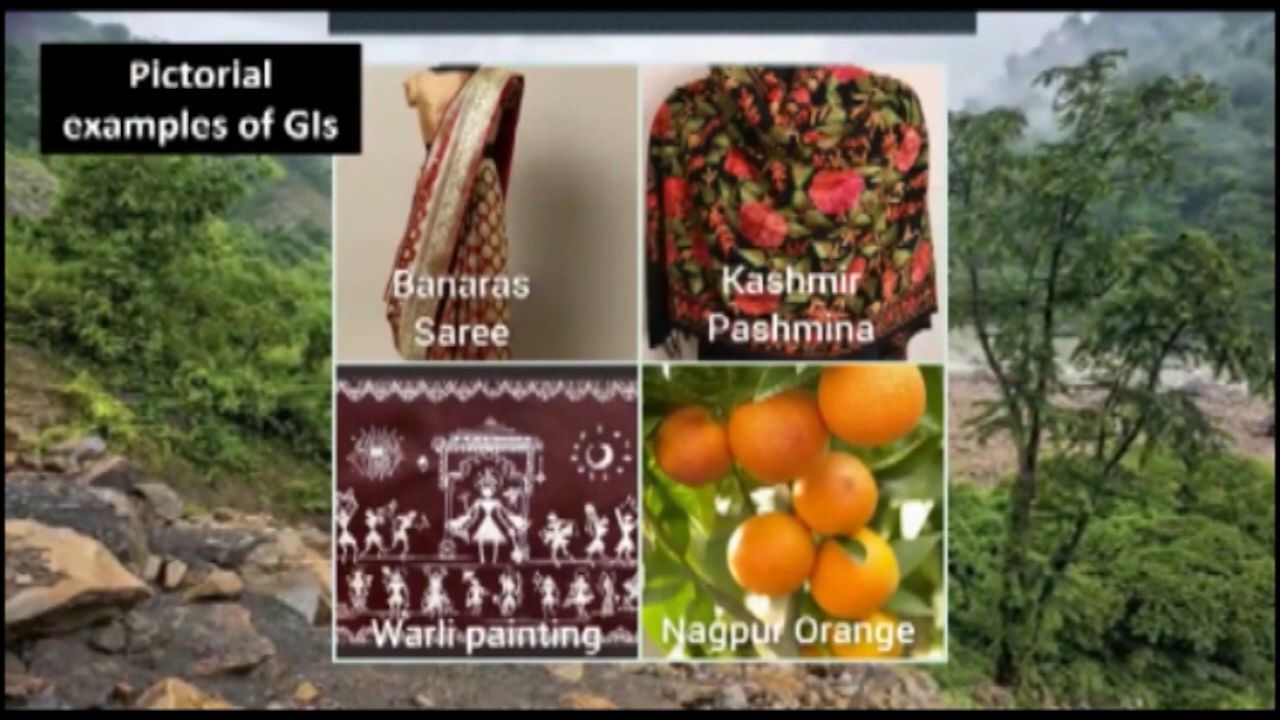 Pictorial
examples of GIs
Banaras
Saree
Kashmir
Pashmina
Warli painting
Nagpur Orange